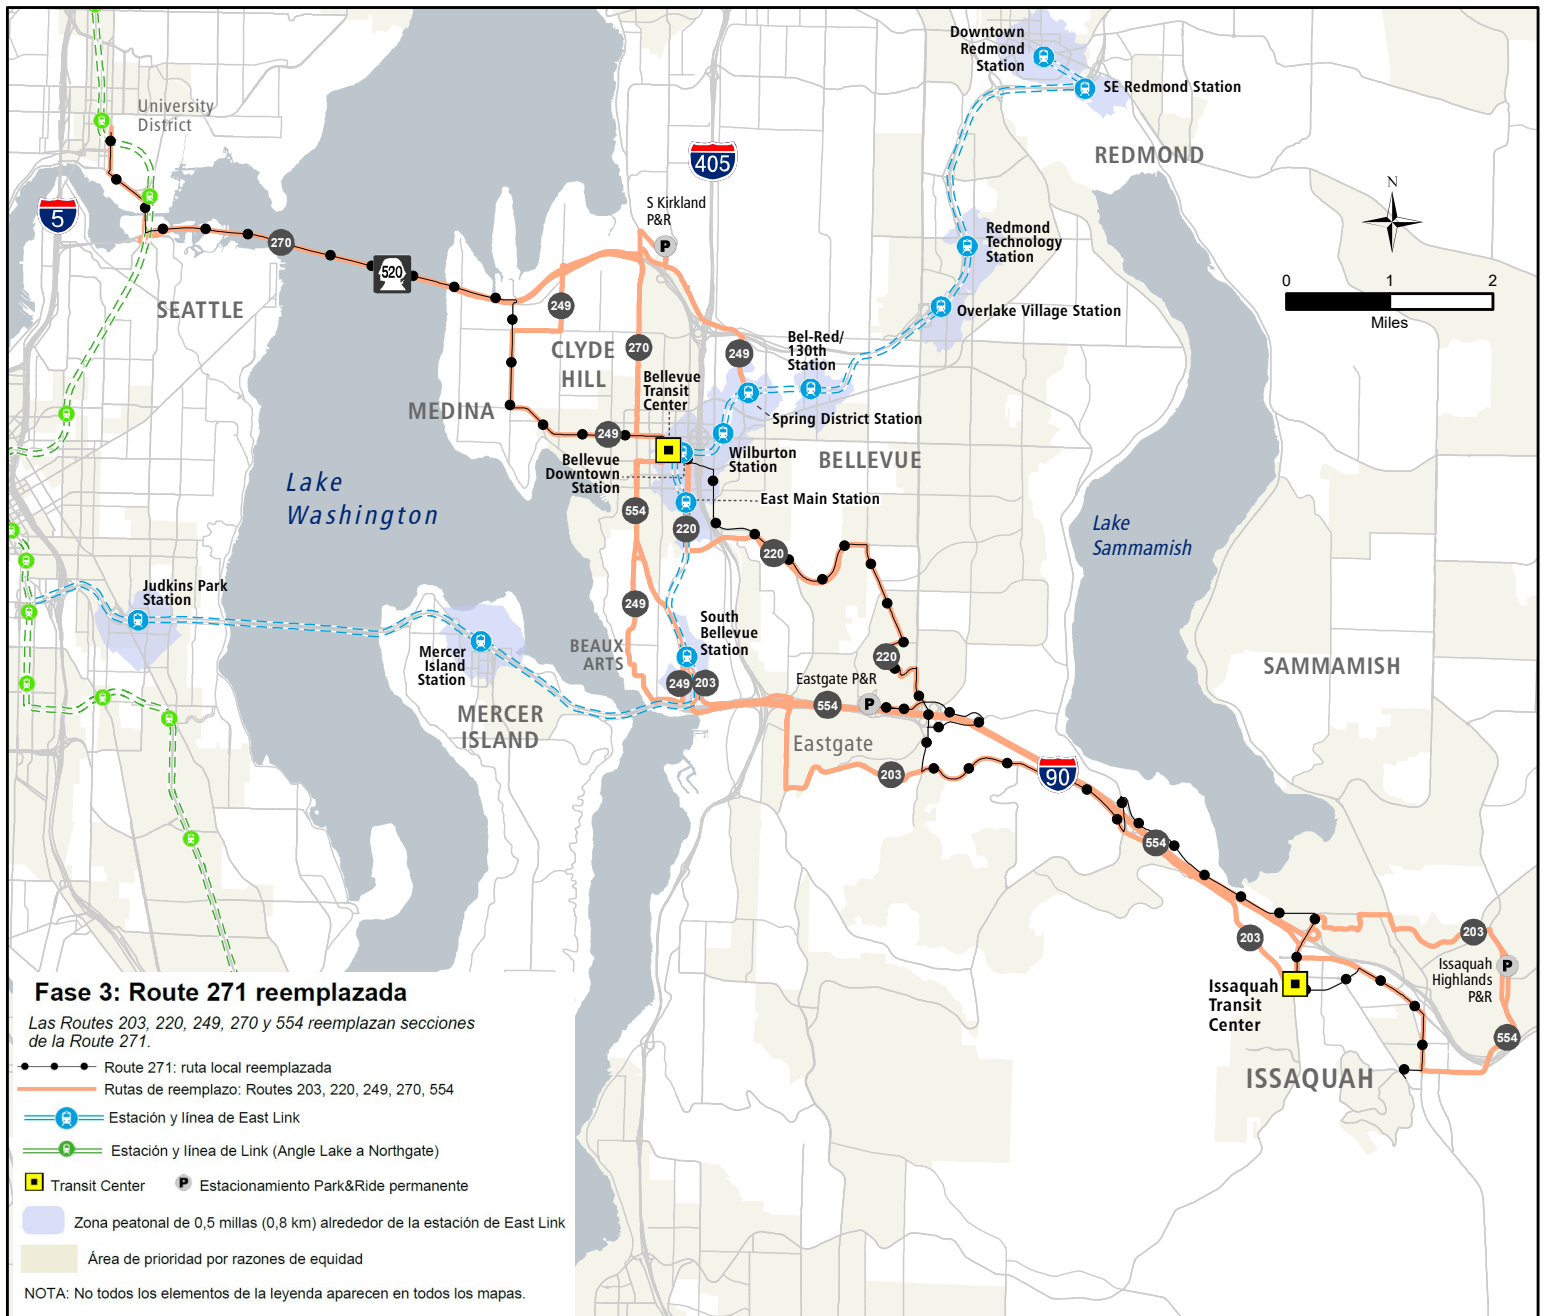 Downtown
Redmond
Station
SE Redmond Station
University
District
405
REDMOND
5
S Kirkland
P&R
P
N
270
520
Redmond
Technology
Station
0 1 2
Miles
SEATTLE
249
Overlake Village Station
CLYDE
HILL
270
249
Bel-Red/
130th
Station
Bellevue
Transit
Center
MEDINA
Spring District Station
249
Wilburton
Station
BELLEVUE
Bellevue
Downtown
Station
Lake
Washington
East Main Station
554
220
220
Lake
Sammamish
Judkins Park
Station
249
South
Bellevue
Station
BEAUX
ARTS
Mercer
Island
Station
220
SAMMAMISH
249
203
Eastgate P&R
P
554
MERCER
ISLAND
Eastgate
203
90
554
203
203
Issaquah
Highlands
P&R
P
Issaquah
Transit
Center
554
ISSAQUAH
Fase 3: Route 271 reemplazada
Las Routes 203, 220, 249, 270 y 554 reemplazan secciones
de la Route 271.
Route 271: ruta local reemplazada
Rutas de reemplazo: Routes 203, 220, 249, 270, 554
Estación y línea de East Link
Estación y línea de Link (Angle Lake a Northgate)
Transit Center
P Estacionamiento Park&Ride permanente
Zona peatonal de 0,5 millas (0,8 km) alrededor de la estación de East Link
Área de prioridad por razones de equidad
NOTA: No todos los elementos de la leyenda aparecen en todos los mapas.